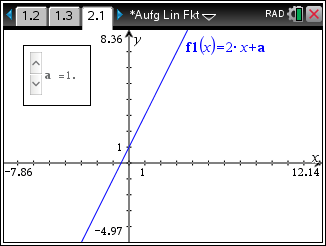 1.2 1.3 2.1 *Aufg Lin Fkt RAD
8.36 y
f1(x)=2·x+a
a =1.
1
x
-7.86 1 12.14
-4.97